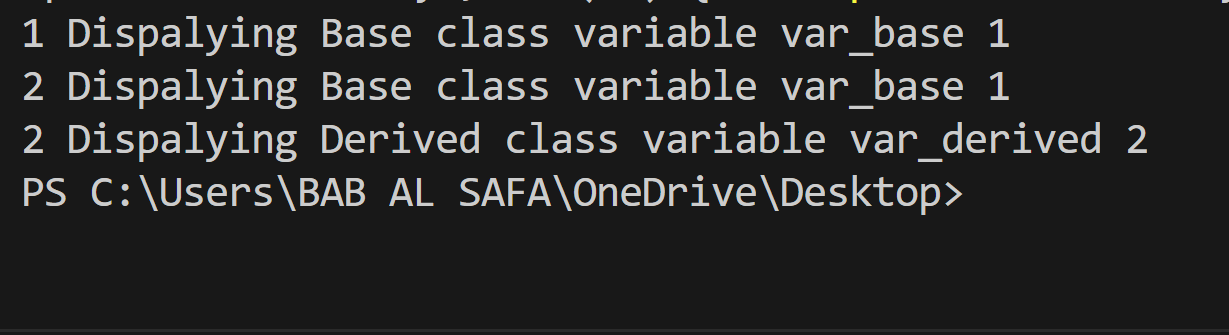 1 Dispalying Base class variable var_base 1
2 Dispalying Base class variable var_base 1
2 Dispalying Derived class variable var_derived 2
PS C:\Users\BAB AL SAFA\OneDrive\Desktop>